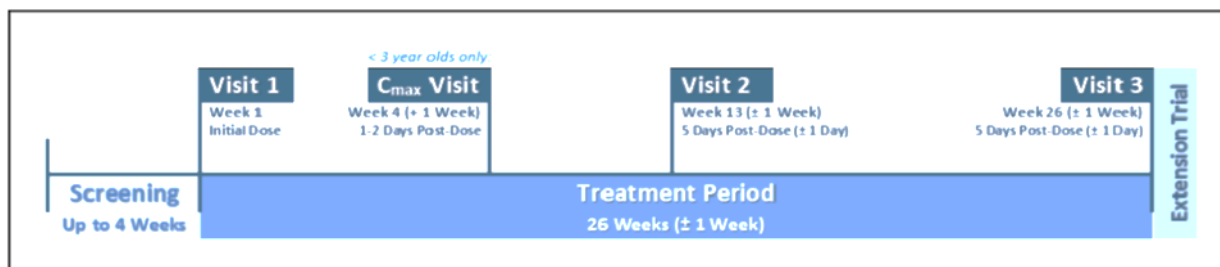 < 3 year olds only
Visit 1
Week 1
Initial Dose
Cmax Visit
Week 4 (+ 1 Week)
1-2 Days Post-Dose
Visit 2
Week 13 (± 1 Week)
5 Days Post-Dose (± 1 Day)
Visit 3
Week 26 (± 1 Week)
5 Days Post-Dose (± 1 Day)
Extension Trial
Screening
Up to 4 Weeks
Treatment Period
26 Weeks (± 1 Week)